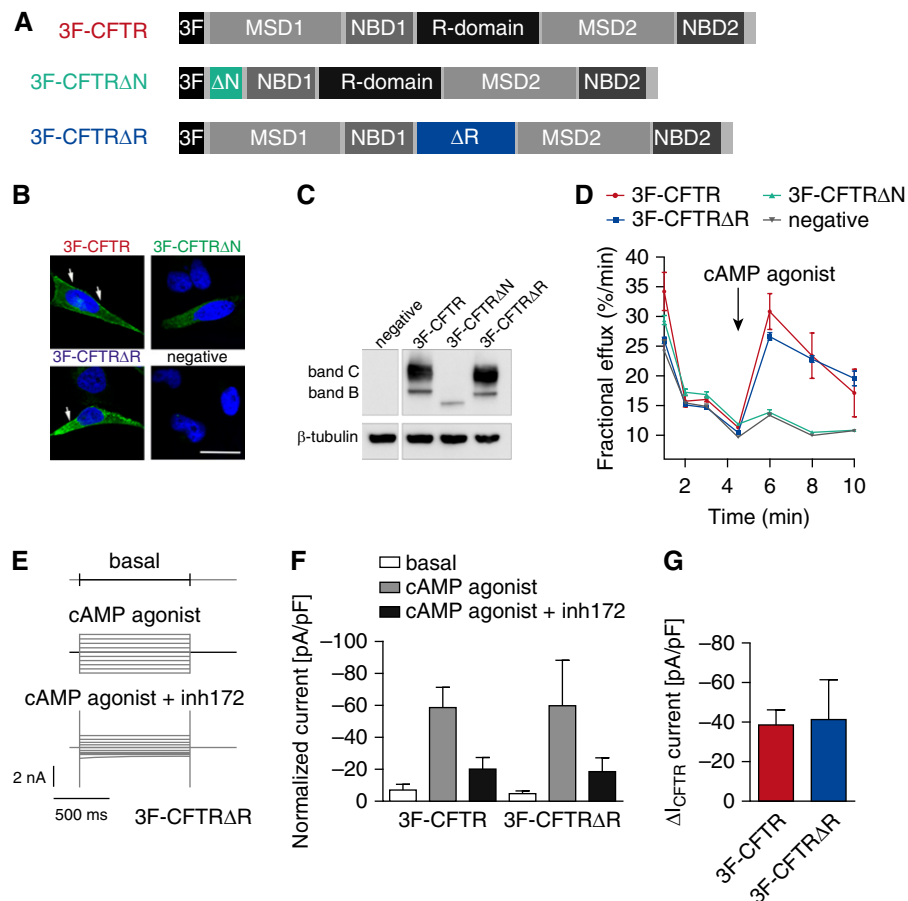 A
3F-CFTR
3F MSD1 NBD1 R-domain MSD2 NBD2
3F-CFTRΔN
3F ΔN NBD1 R-domain MSD2 NBD2
3F-CFTRΔR
3F MSD1 NBD1 ΔR MSD2 NBD2
B
3F-CFTR 3F-CFTRΔN
3F-CFTRΔR negative
C
negative 3F-CFTR 3F-CFTRΔN 3F-CFTRΔR
band C
band B
β-tubulin
D
3F-CFTR 3F-CFTRΔN
3F-CFTRΔR negative
cAMP agonist
Fractional efflux (%/min)
40
35
30
25
20
15
10
2 4 6 8 10
Time (min)
E
basal
cAMP agonist
cAMP agonist + inh172
2 nA
500 ms
3F-CFTRΔR
F
basal
cAMP agonist
cAMP agonist + inh172
Normalized current [pA/pF]
–100
–80
–60
–40
–20
0
3F-CFTR 3F-CFTRΔR
G
ΔICFTR current [pA/pF]
–80
–60
–40
–20
0
3F-CFTR 3F-CFTRΔR